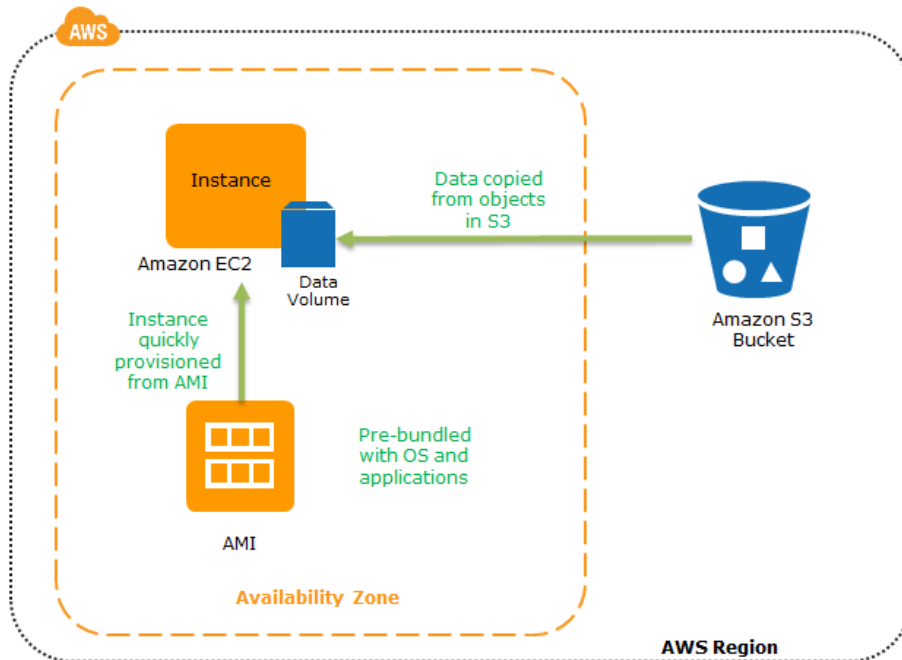 AWS
Instance
Amazon EC2
Data
Volume
Data copied
from objects
in S3
Amazon S3
Bucket
Instance
quickly
provisioned
from AMI
Pre-bundled
with OS and
applications
AMI
Availability Zone
AWS Region